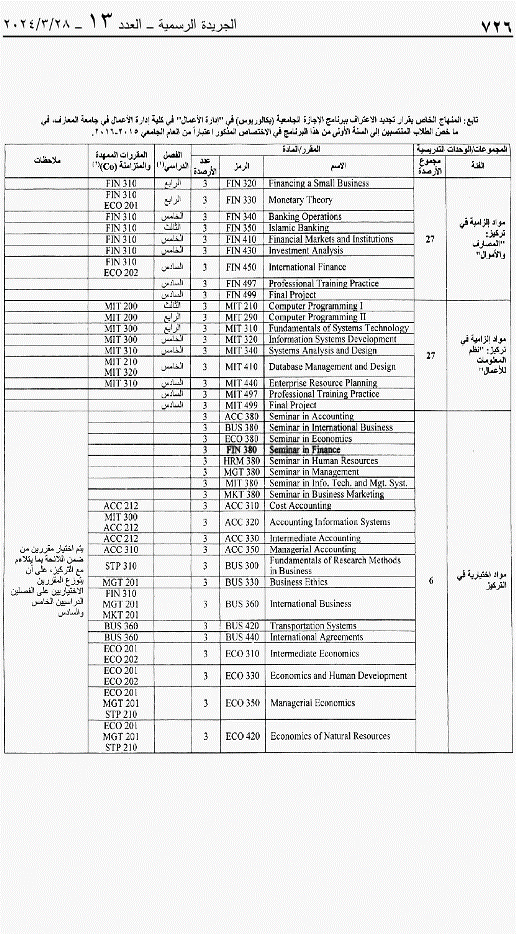 ٧٢٦
الجريدة الرسمية ــ العدد ١٣ ــ ٢٠٢٤/٣/٢٨
تابع: المنهاج الخاص بقرار تجديد الاعتراف ببرنامج الإجازة الجامعية (بكالوريوس) في "ادارة الأعمال" في كلية إدارة الأعمال في جامعة المعارف، في
ما خصّ الطلاب المنتسبين إلى السنة الأولى من هذا البرنامج في الاختصاص المذكور اعتباراً من العام الجامعي ٢٠١٥-٢٠١٦.
المجموعات/الوحدات التدريسية المقرر/المادة الفصل الدراسي(١) المقررات الممهدة والمتزامنة (Co)(٢) ملاحظات
الفئة مجموع الأرصدة الاسم الرمز عدد الأرصدة
مواد إلزامية في تركيز: "المصارف والأموال" 27
Financing a Small Business FIN 320 3 الرابع FIN 310
Monetary Theory FIN 330 3 الرابع FIN 310 ECO 201
Banking Operations FIN 340 3 الخامس FIN 310
Islamic Banking FIN 350 3 الثالث FIN 310
Financial Markets and Institutions FIN 410 3 الخامس FIN 310
Investment Analysis FIN 430 3 الخامس FIN 310
International Finance FIN 450 3 السادس FIN 310 ECO 202
Professional Training Practice FIN 497 3 السادس
Final Project FIN 499 3 السادس
مواد إلزامية في تركيز: "نظم المعلومات للأعمال" 27
Computer Programming I MIT 210 3 الثالث MIT 200
Computer Programming II MIT 290 3 الرابع MIT 200
Fundamentals of Systems Technology MIT 310 3 الرابع MIT 300
Information Systems Development MIT 320 3 الخامس MIT 300
Systems Analysis and Design MIT 340 3 الخامس MIT 310
Database Management and Design MIT 410 3 الخامس MIT 210 MIT 320
Enterprise Resource Planning MIT 440 3 السادس MIT 310
Professional Training Practice MIT 497 3 السادس
Final Project MIT 499 3 السادس
مواد اختيارية في التركيز 6
Seminar in Accounting ACC 380 3
Seminar in International Business BUS 380 3
Seminar in Economics ECO 380 3
Seminar in Finance FIN 380 3
Seminar in Human Resources HRM 380 3
Seminar in Management MGT 380 3
Seminar in Info. Tech. and Mgt. Syst. MIT 380 3
Seminar in Business Marketing MKT 380 3
Cost Accounting ACC 310 3 ACC 212
Accounting Information Systems ACC 320 3 MIT 300 ACC 212
Intermediate Accounting ACC 330 3 ACC 212
Managerial Accounting ACC 350 3 ACC 310
Fundamentals of Research Methods in Business BUS 300 3 STP 310
Business Ethics BUS 330 3 MGT 201
International Business BUS 360 3 FIN 310 MGT 201 MKT 201
Transportation Systems BUS 420 3 BUS 360
International Agreements BUS 440 3 BUS 360
Intermediate Economics ECO 310 3 ECO 201 ECO 202
Economics and Human Development ECO 330 3 ECO 201 ECO 202
Managerial Economics ECO 350 3 ECO 201 MGT 201 STP 210
Economics of Natural Resources ECO 420 3 ECO 201 MGT 201 STP 210
يتم اختيار مقررين من
ضمن اللائحة بما يتلاءم
مع التركيز، على أن
يتوزع المقررين
الاختياريين على الفصلين
الدراسيين الخامس
والسادس